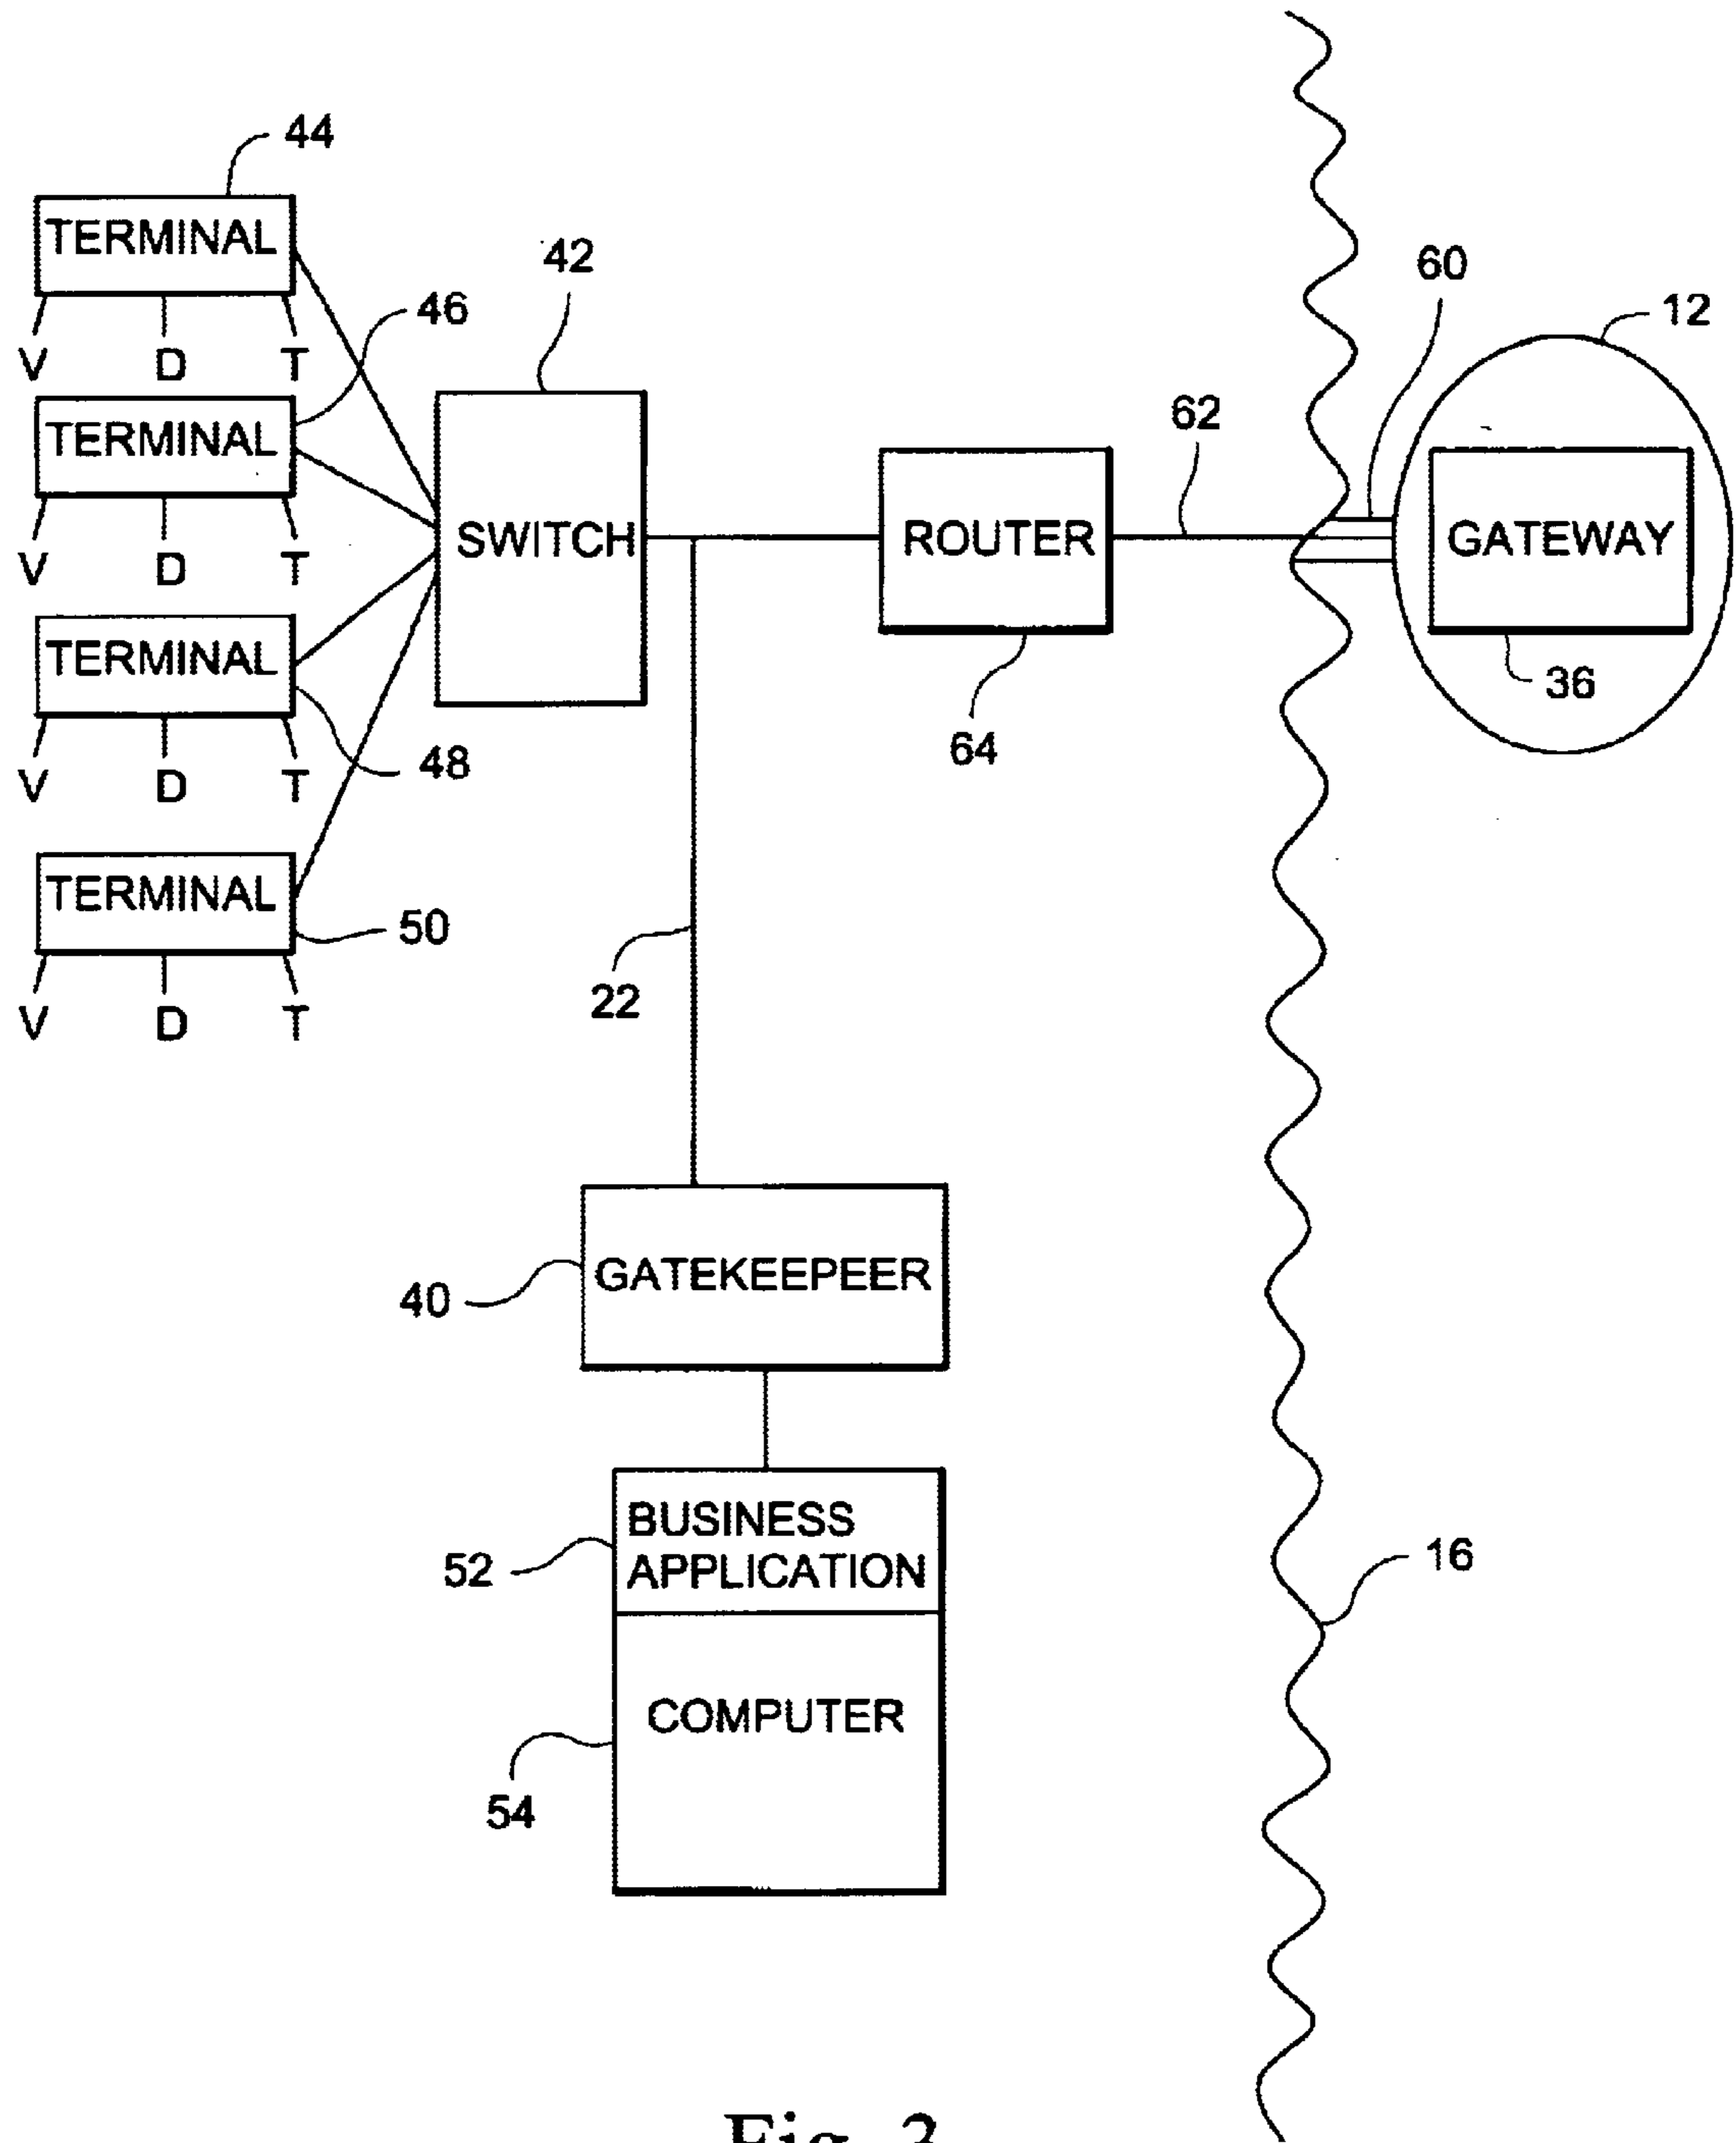 44
TERMINAL
V D T
46
TERMINAL
V D T
TERMINAL
48
V D T
TERMINAL
50
V D T
42
SWITCH
22
ROUTER
64
62
60
12
GATEWAY
36
GATEKEEPEER
40
BUSINESS
APPLICATION
52
COMPUTER
54
16
Fig.